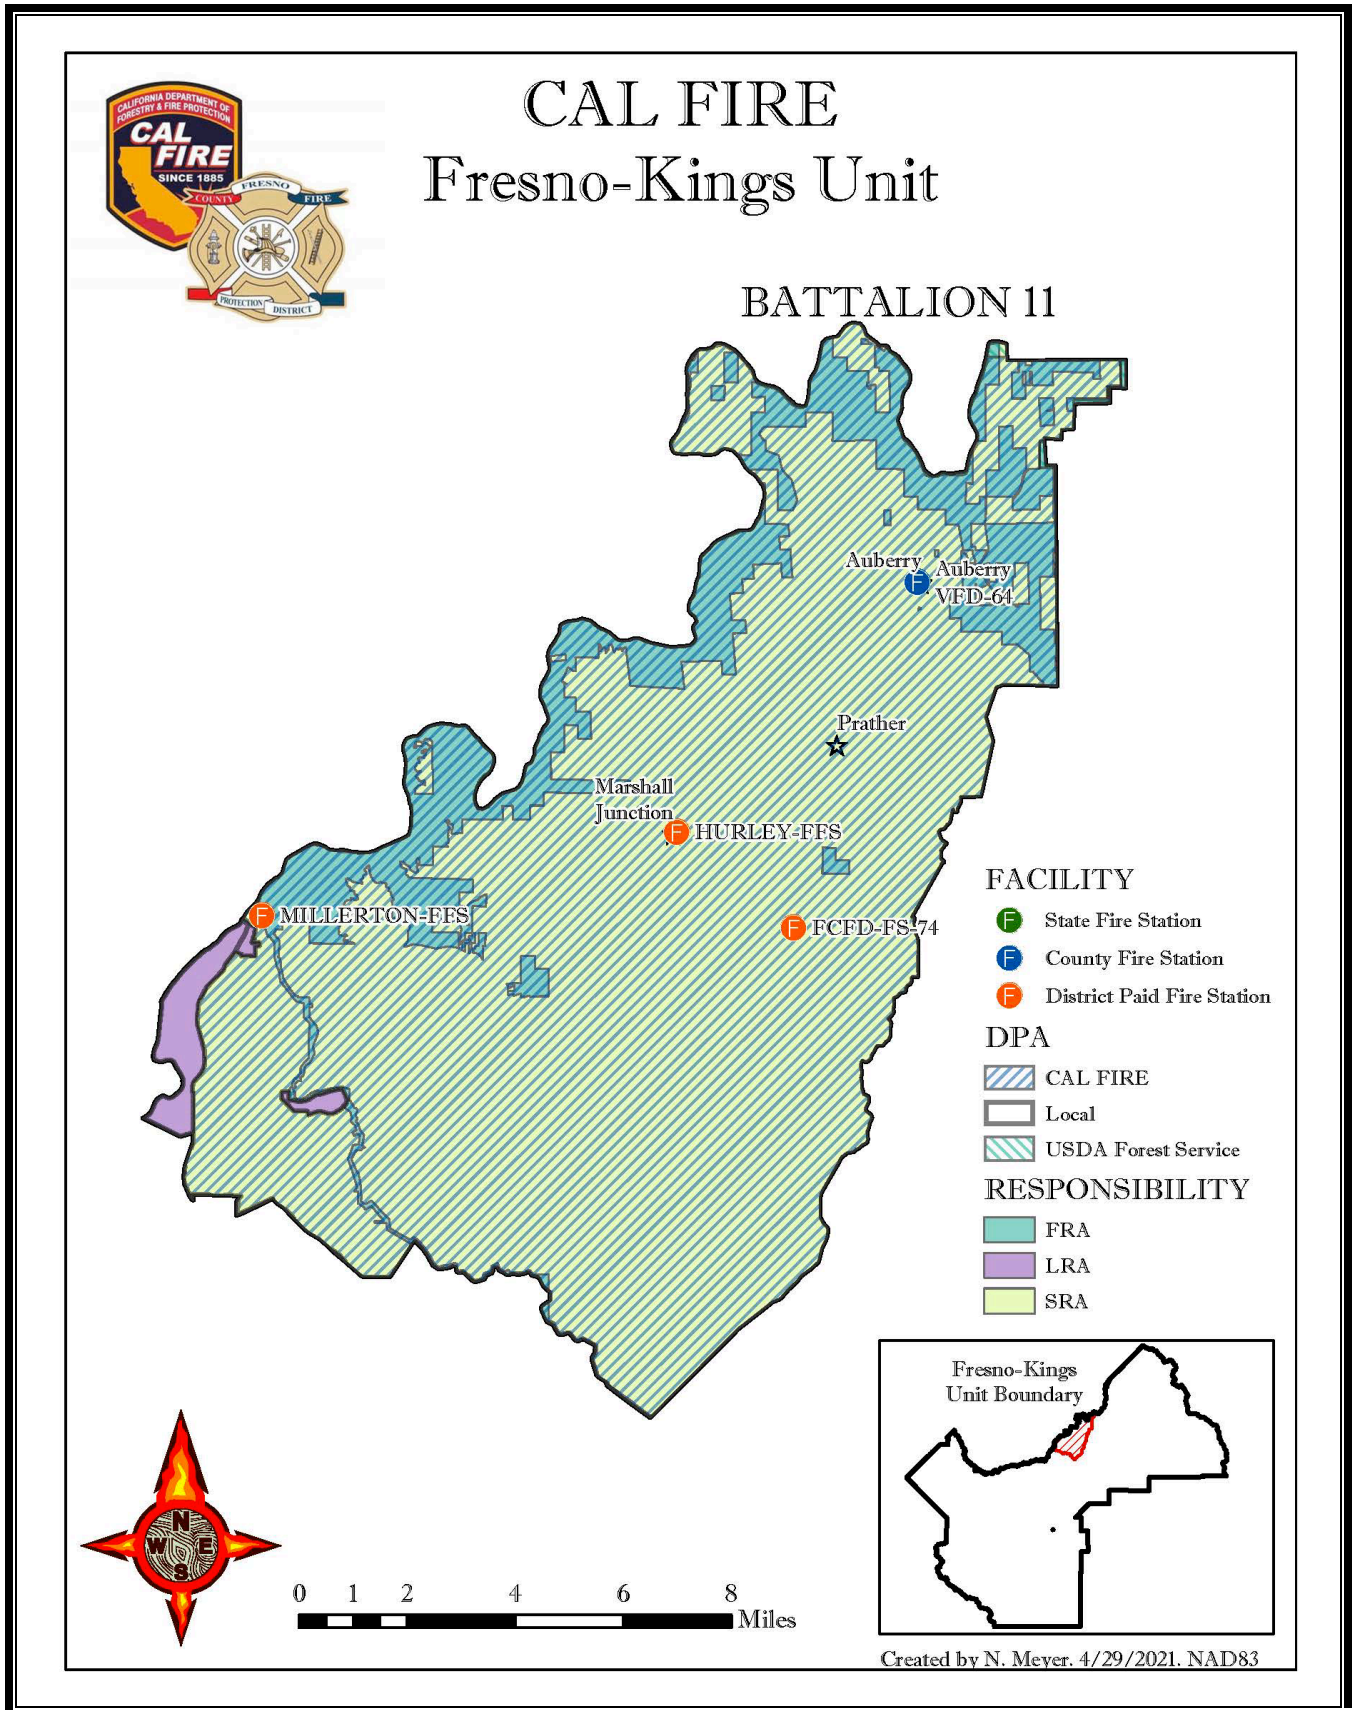 CALIFORNIA DEPARTMENT OF
FORESTRY & FIRE PROTECTION
CAL
FIRE
SINCE 1885
FRESNO
COUNTY
FIRE
PROTECTION
DISTRICT
CAL FIRE
Fresno-Kings Unit
BATTALION 11
Auberry
F
Auberry
VFD-64
Prather
Marshall
Junction
F
HURLEY-FFS
F
MILLERTON-FFS
F
FCFD-FS-74
FACILITY
F State Fire Station
F County Fire Station
F District Paid Fire Station
DPA
CAL FIRE
Local
USDA Forest Service
RESPONSIBILITY
FRA
LRA
SRA
Fresno-Kings
Unit Boundary
N
W E
S
0 1 2 4 6 8
Miles
Created by N. Meyer. 4/29/2021. NAD83